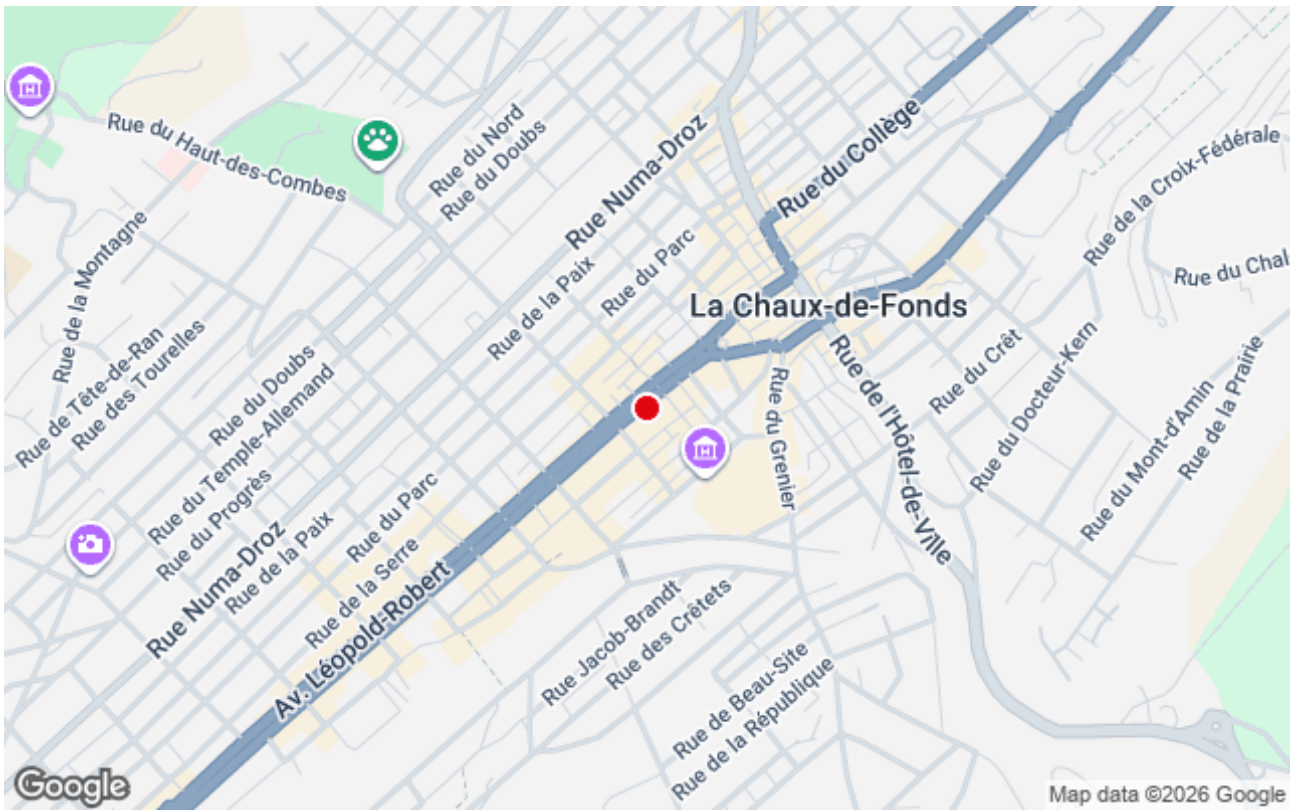 Rue du Haut-des-Combes
Rue du Nord
Rue du Doubs
Rue Numa-Droz
Rue du Collège
Rue de la Croix-Fédérale
Rue du Chal
Rue de la Montagne
Rue du Parc
Rue de la Paix
La Chaux-de-Fonds
Rue de Tête-de-Ran
Rue des Tourelles
Rue du Doubs
Rue du Temple-Allemand
Rue du Progrès
Rue Numa-Droz
Rue de la Paix
Rue du Parc
Rue de la Serre
Av. Léopold-Robert
Rue du Grenier
Rue de l'Hôtel-de-Ville
Rue du Crêt
Rue du Docteur-Kern
Rue du Mont-d'Amin
Rue de la Prairie
Rue Jacob-Brandt
Rue des Crêtets
Rue de Beau-Site
Rue de la République
Google
Map data ©2026 Google